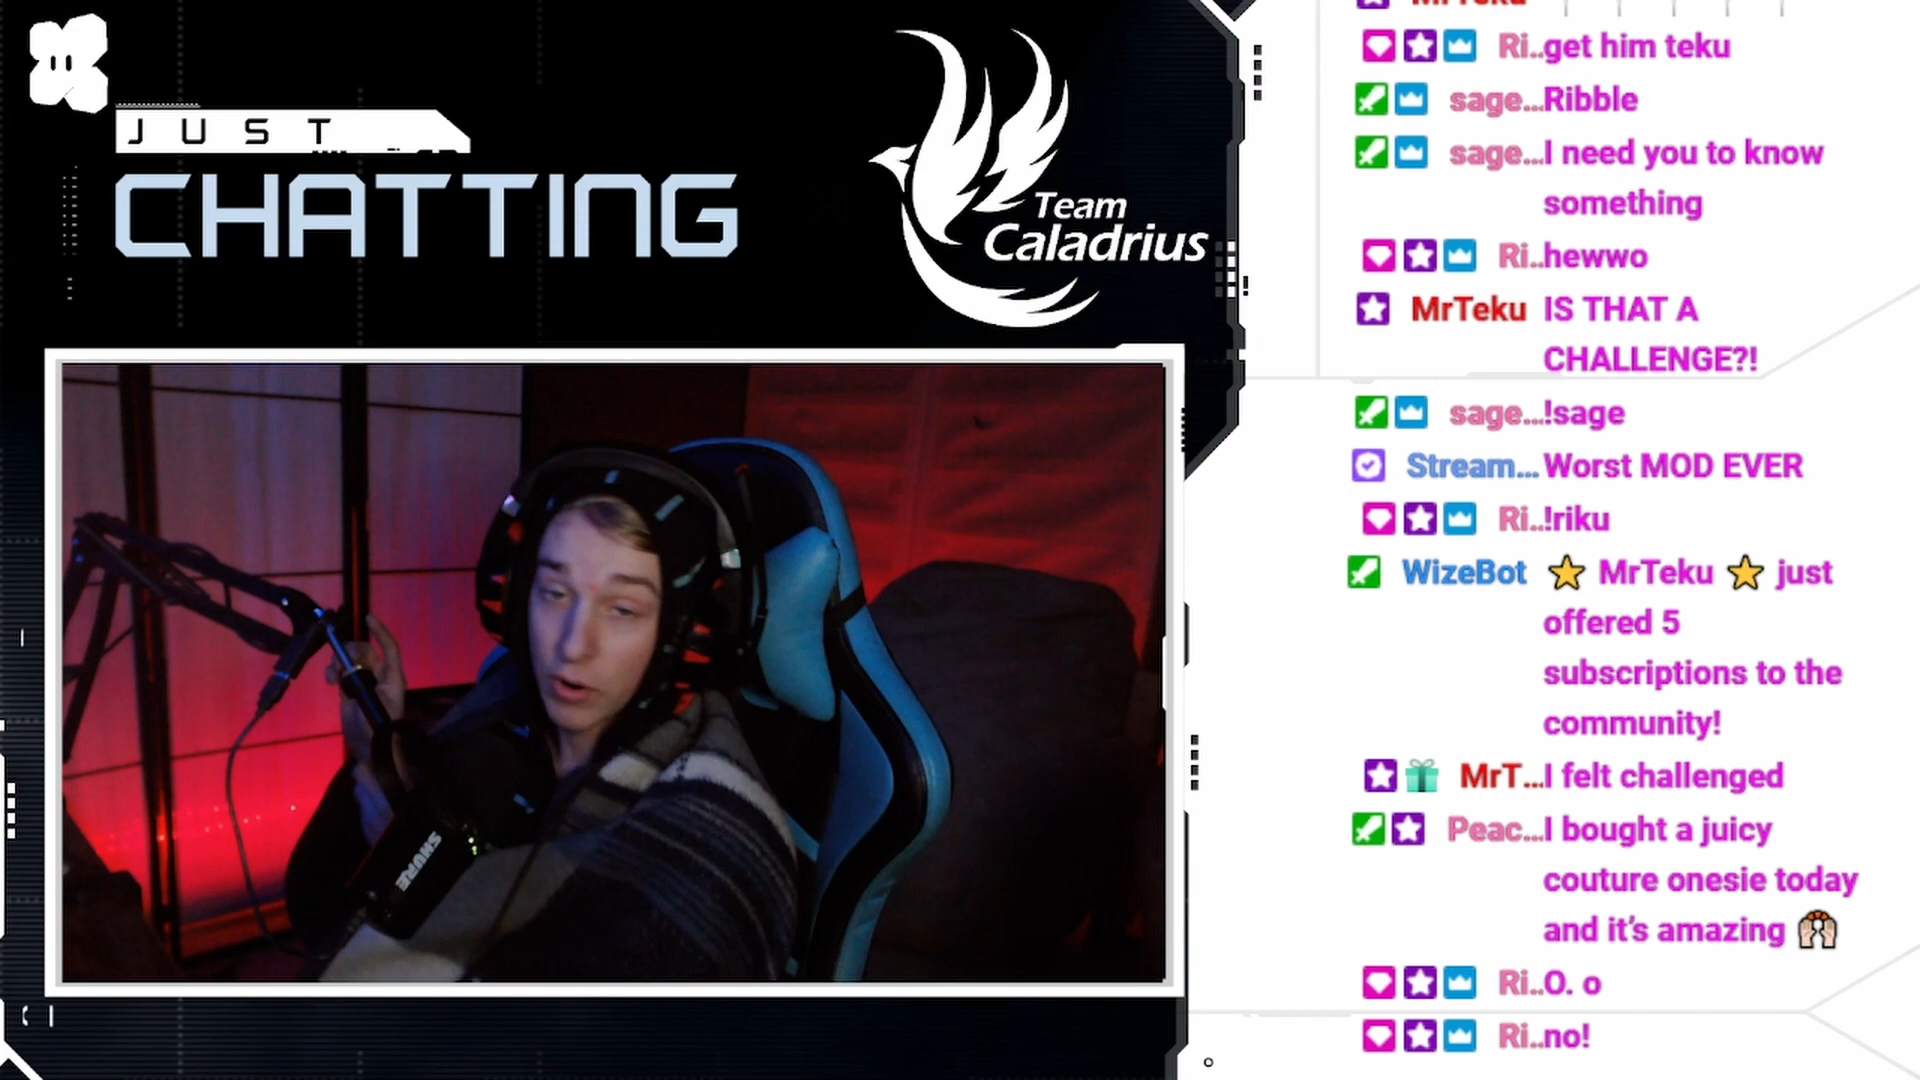 JUST
CHATTING
Team
Caladrius
SHURE
MrTeku
Ri..get him teku
sage...Ribble
sage...I need you to know
something
Ri..hewwo
MrTeku IS THAT A
CHALLENGE?!
sage...!sage
Stream...Worst MOD EVER
Ri..!riku
WizeBot ⭐ MrTeku ⭐ just
offered 5
subscriptions to the
community!
MrT...I felt challenged
Peac...I bought a juicy
couture onesie today
and it's amazing 🙌
Ri..O. o
Ri..no!